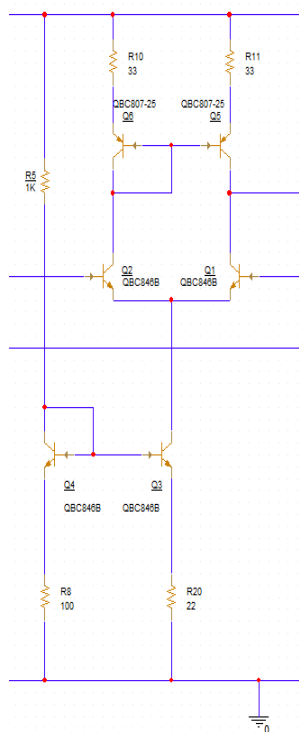 R10
33
R11
33
QBC807-25
Q6
QBC807-25
Q5
R5
1K
Q2
QBC846B
Q1
QBC846B
Q4
QBC846B
Q3
QBC846B
R8
100
R20
22
0